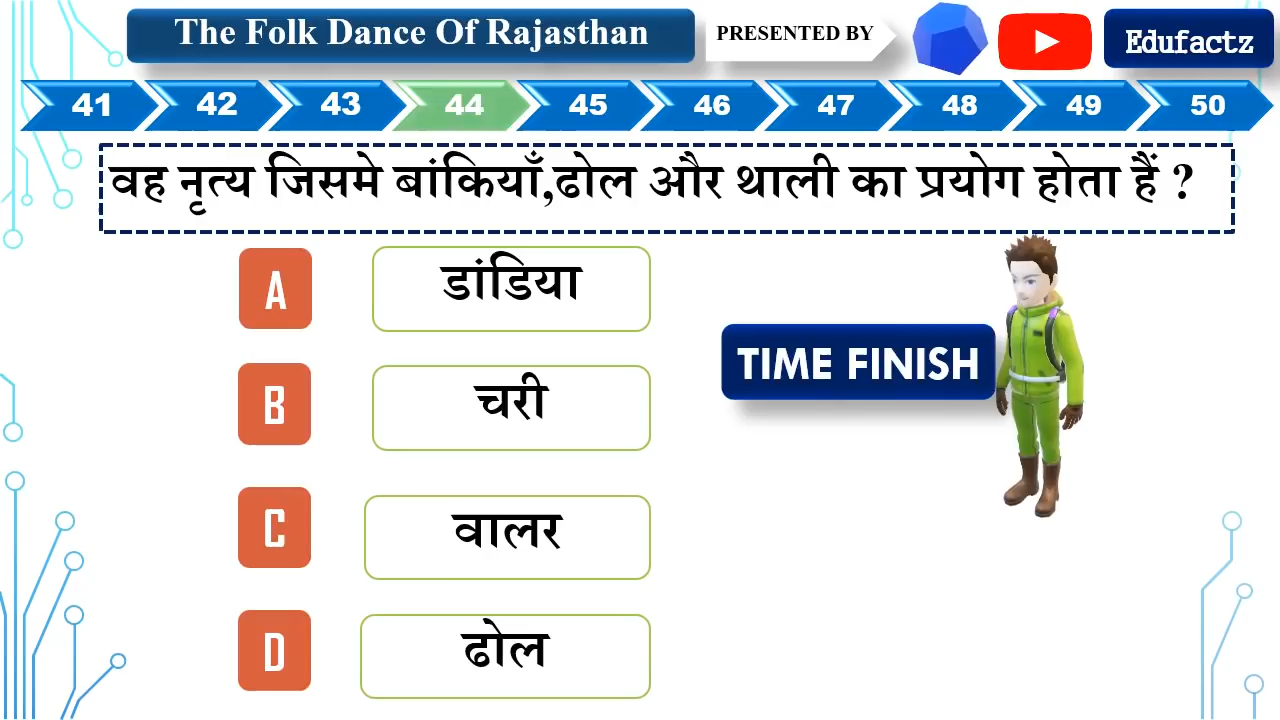 The Folk Dance Of Rajasthan
PRESENTED BY
Edufactz
41 42 43 44 45 46 47 48 49 50
वह नृत्य जिसमे बांकियाँ,ढोल और थाली का प्रयोग होता हैं ?
A डांडिया
B चरी
C वालर
D ढोल
TIME FINISH